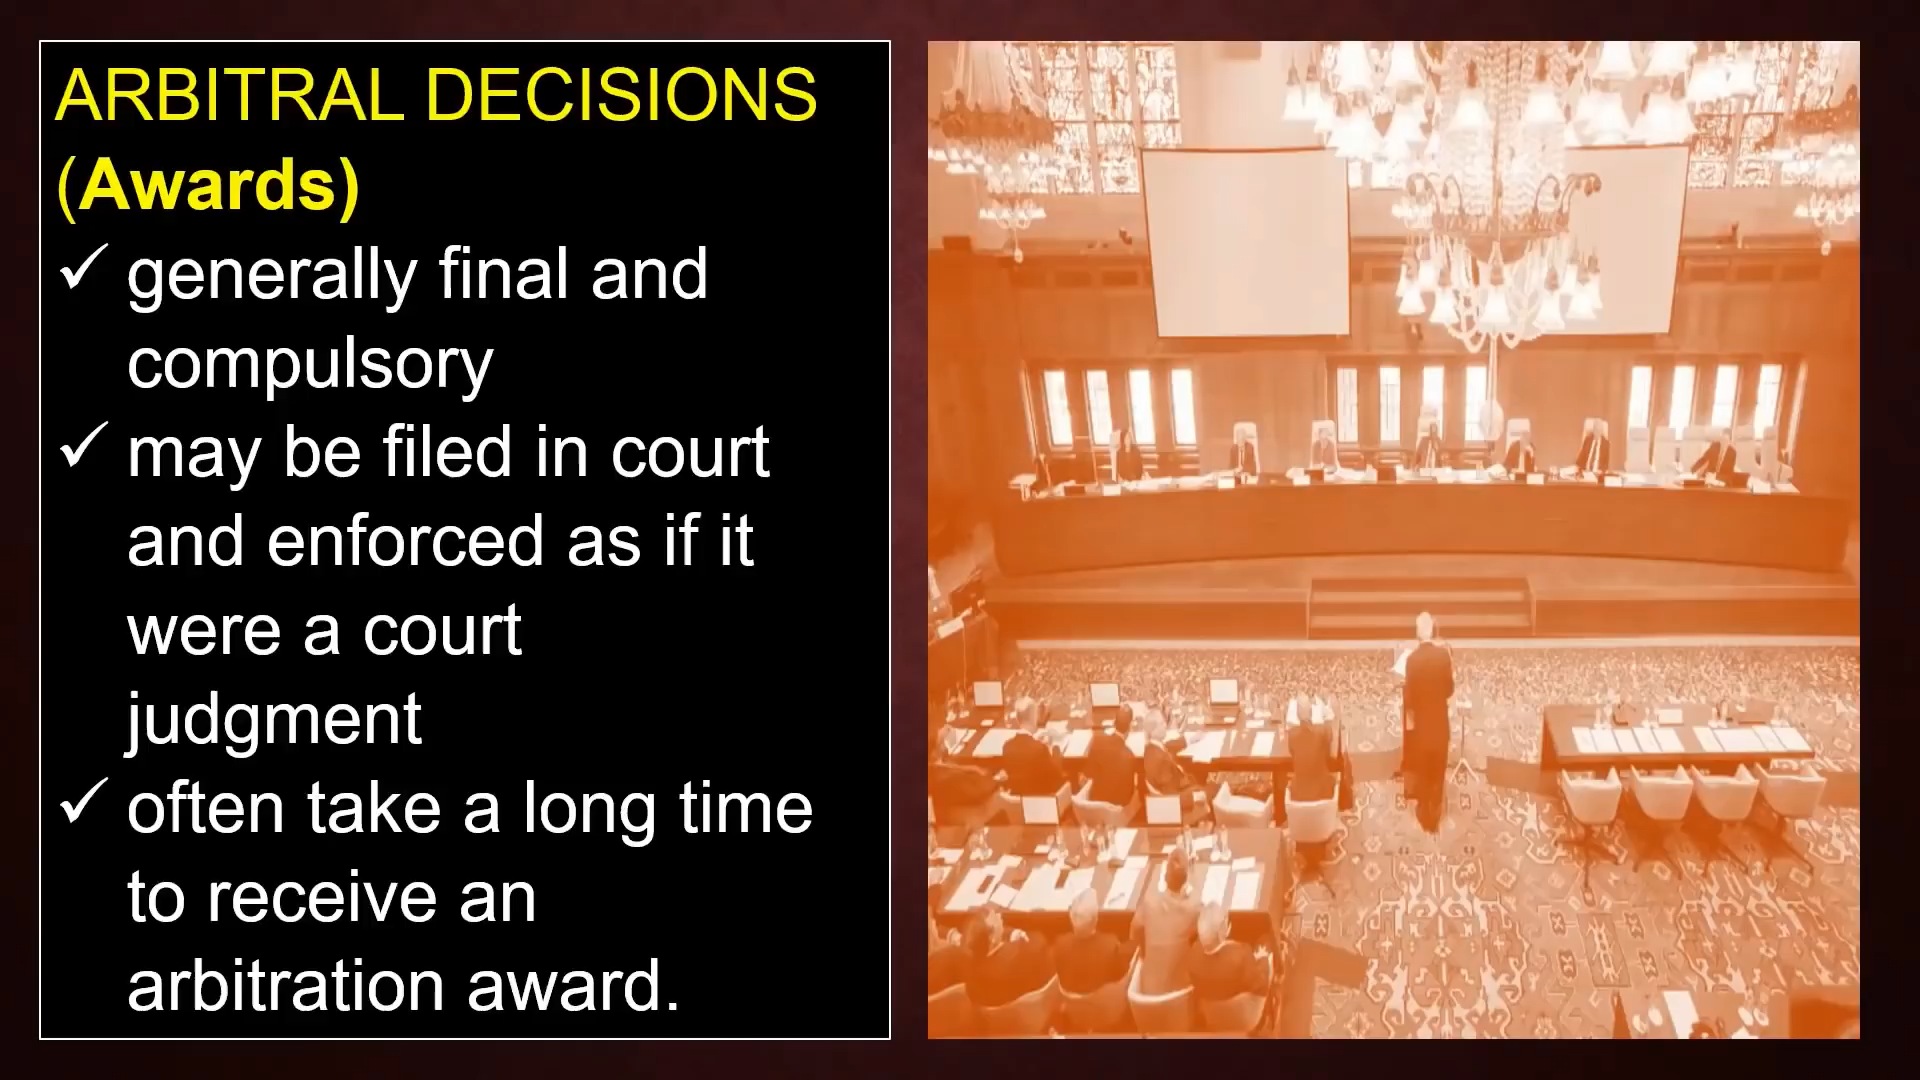 ARBITRAL DECISIONS
(Awards)
✓ generally final and
compulsory
✓ may be filed in court
and enforced as if it
were a court
judgment
✓ often take a long time
to receive an
arbitration award.